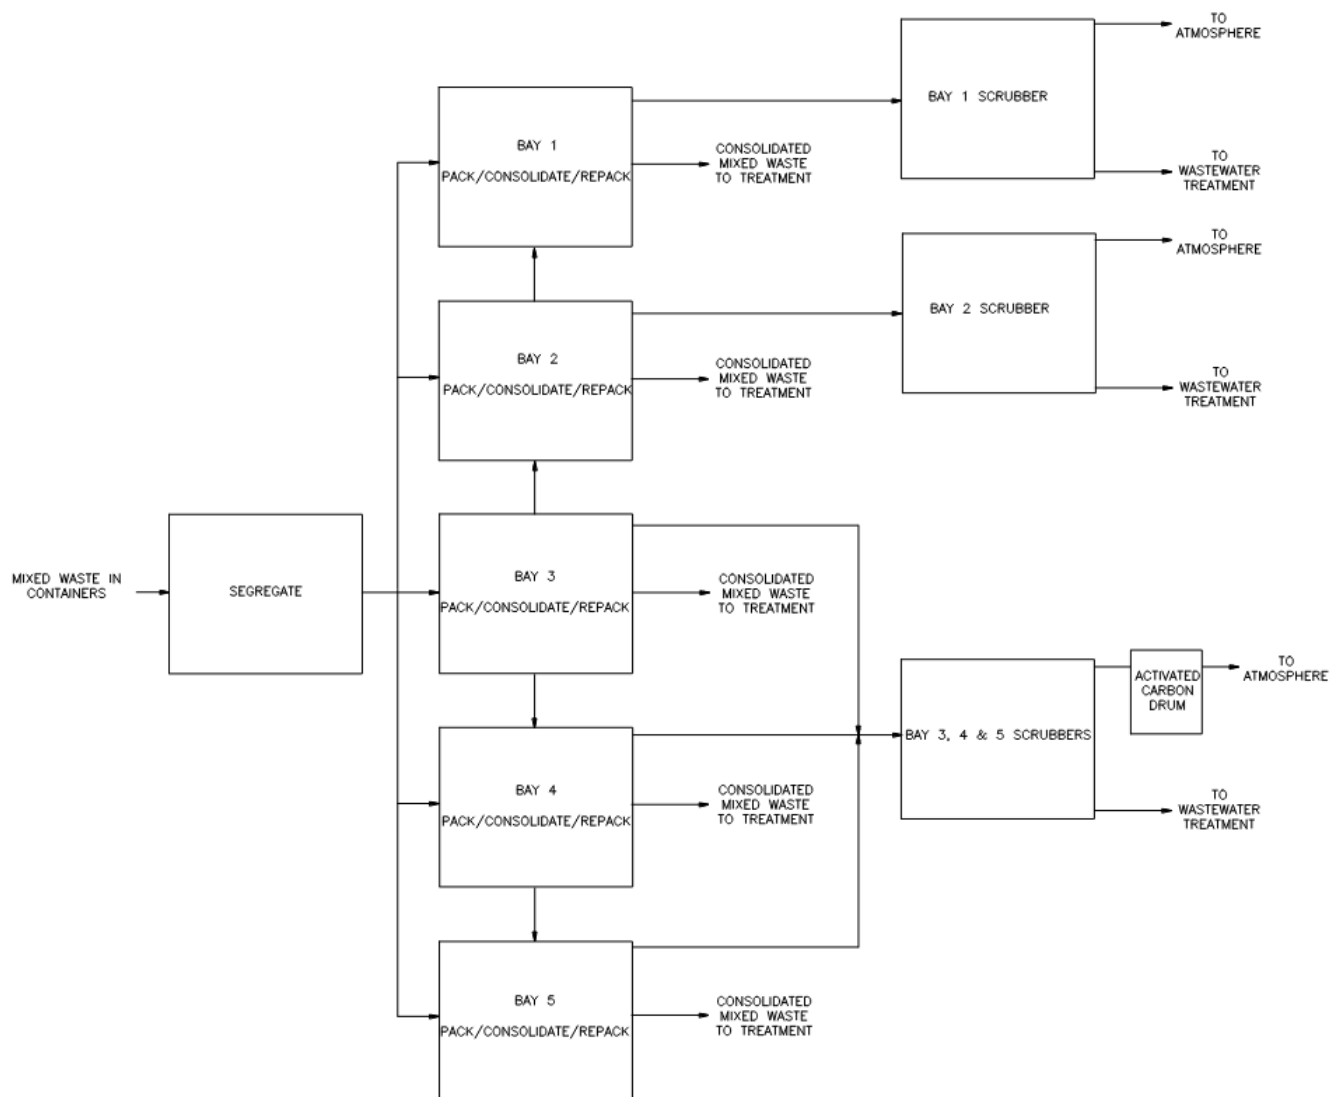 TO
ATMOSPHERE
BAY 1 SCRUBBER
BAY 1
PACK/CONSOLIDATE/REPACK
CONSOLIDATED
MIXED WASTE
TO TREATMENT
TO
WASTEWATER
TREATMENT
TO
ATMOSPHERE
BAY 2 SCRUBBER
BAY 2
PACK/CONSOLIDATE/REPACK
CONSOLIDATED
MIXED WASTE
TO TREATMENT
TO
WASTEWATER
TREATMENT
MIXED WASTE IN
CONTAINERS
SEGREGATE
BAY 3
PACK/CONSOLIDATE/REPACK
CONSOLIDATED
MIXED WASTE
TO TREATMENT
ACTIVATED
CARBON
DRUM
TO
ATMOSPHERE
BAY 3, 4 & 5 SCRUBBERS
BAY 4
PACK/CONSOLIDATE/REPACK
CONSOLIDATED
MIXED WASTE
TO TREATMENT
TO
WASTEWATER
TREATMENT
BAY 5
PACK/CONSOLIDATE/REPACK
CONSOLIDATED
MIXED WASTE
TO TREATMENT